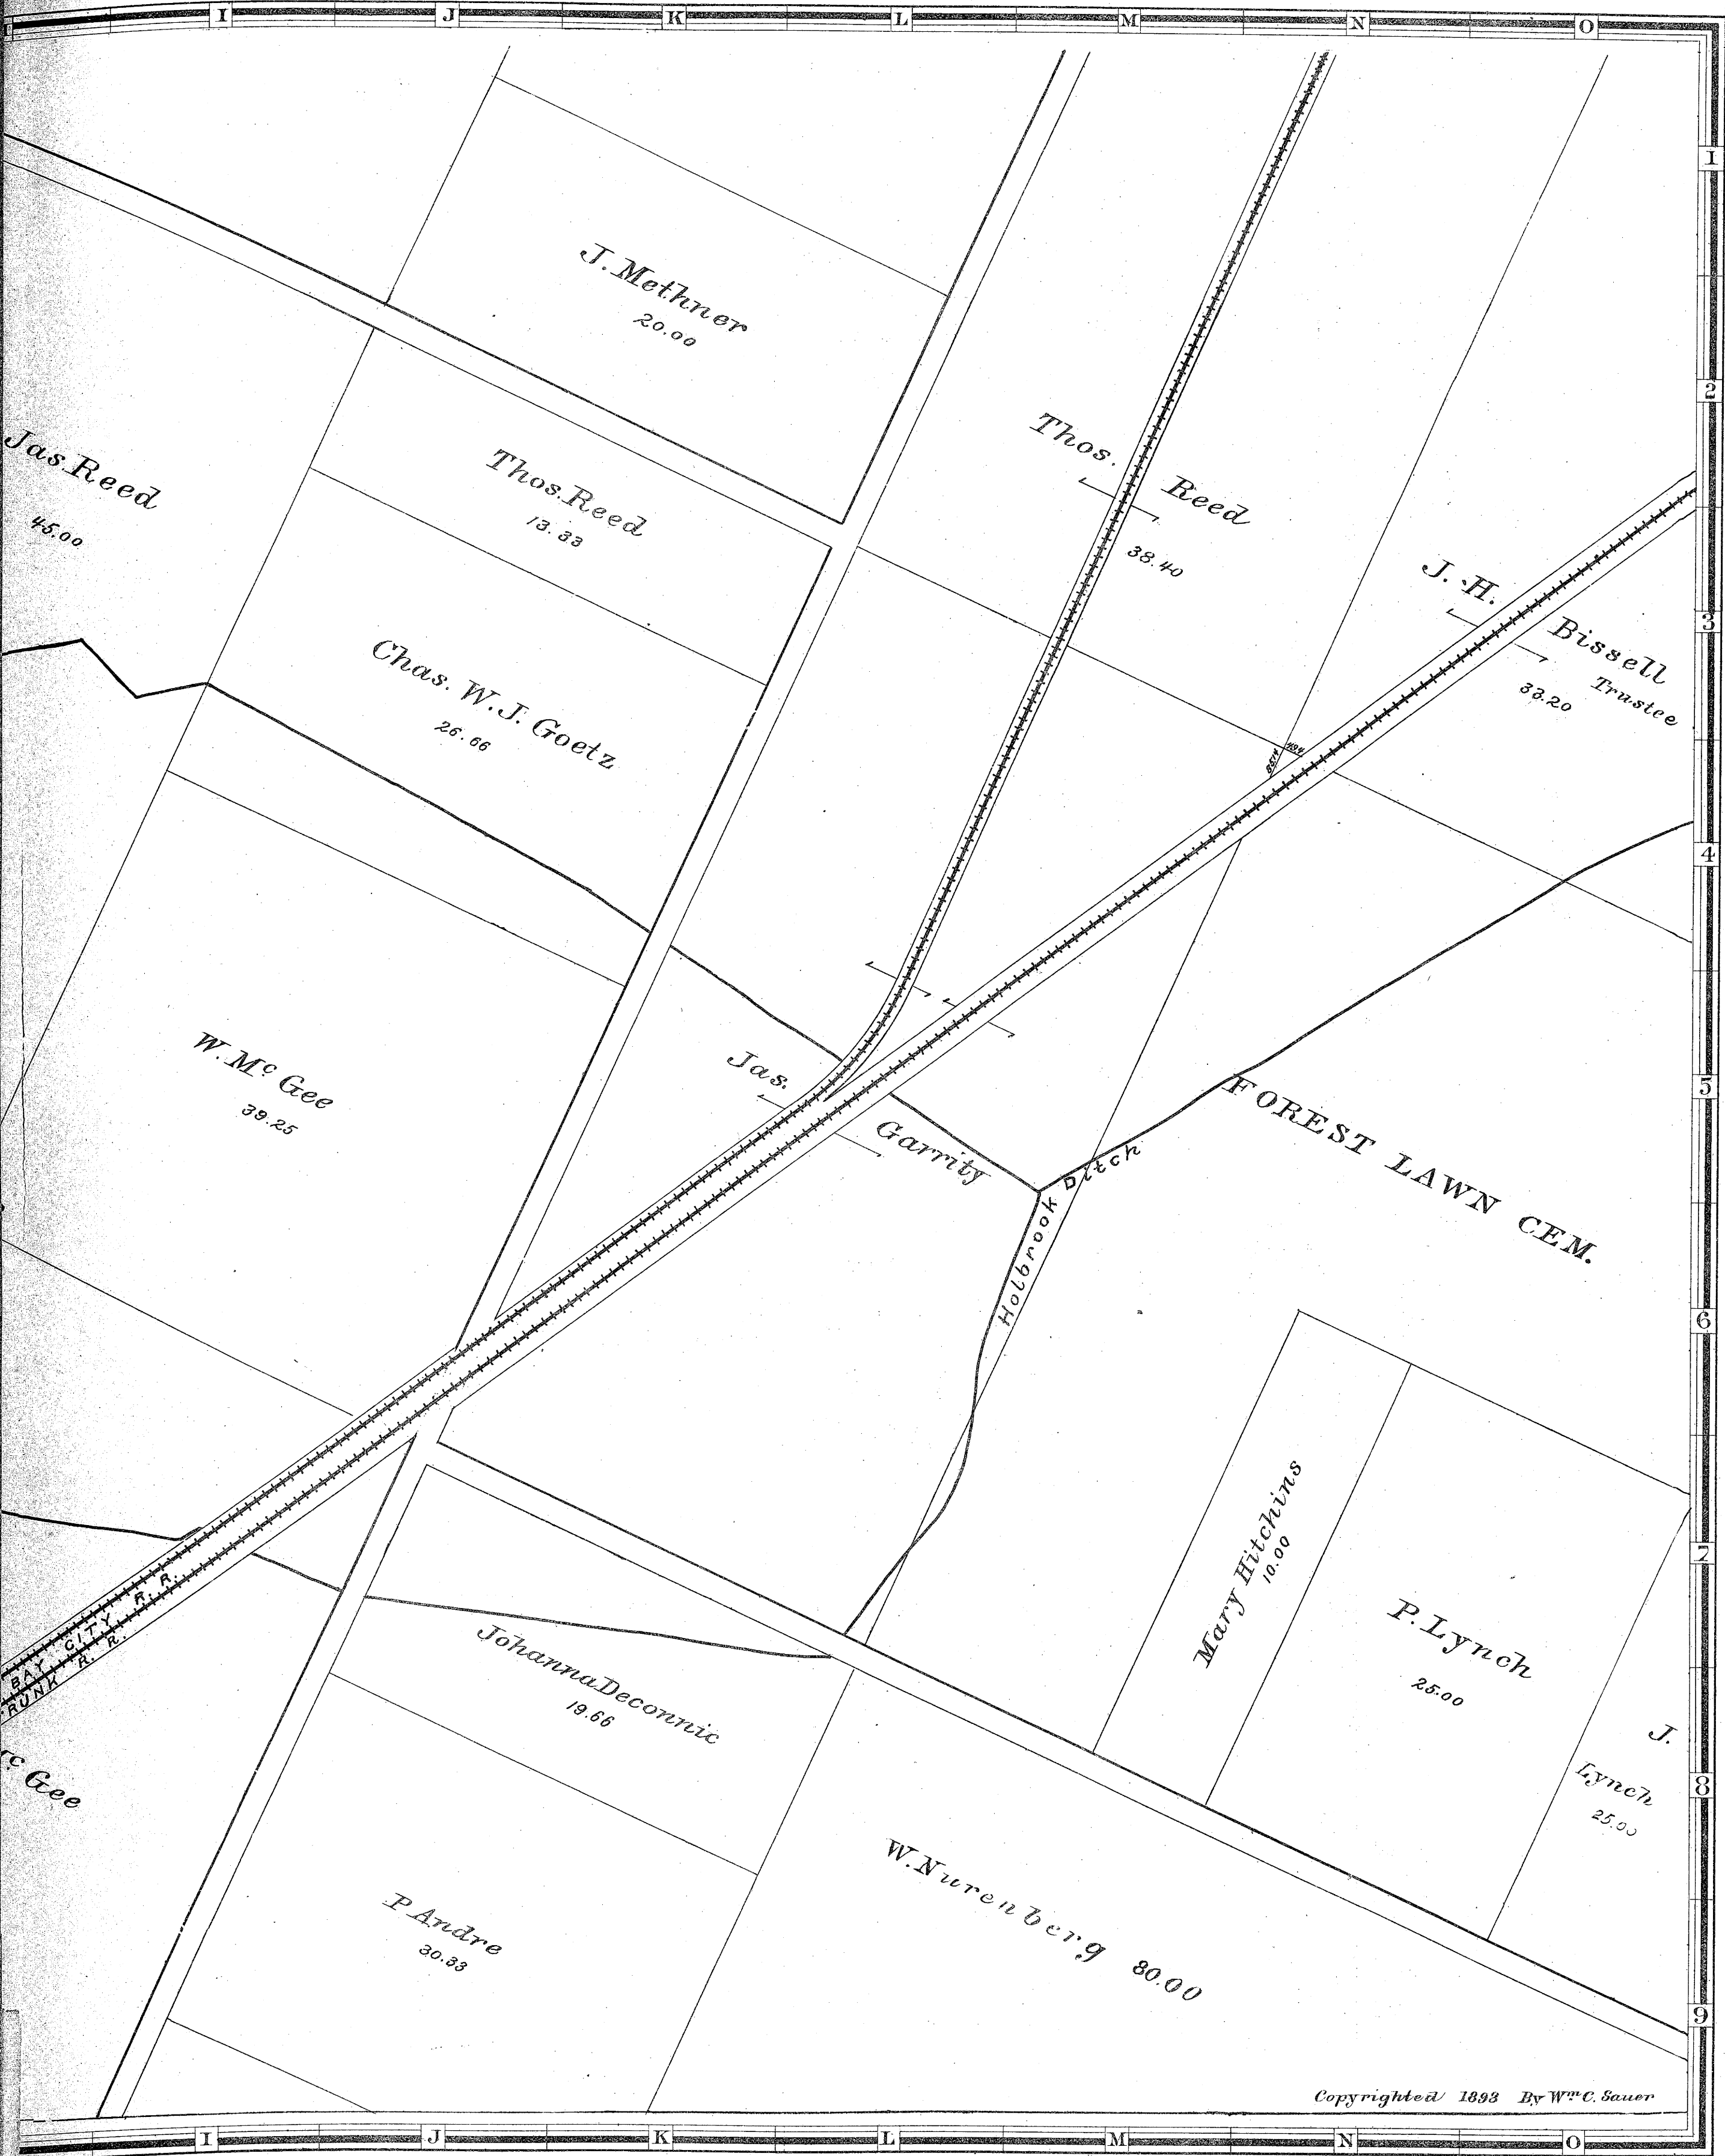 I J K L M N O
1
2
3
4
5
6
7
8
9
J. Methner
20.00
Jas. Reed
45.00
Thos. Reed
13.33
Thos. Reed
38.40
Chas. W. J. Goetz
26.66
J. H. Bissell
Trustee
33.20
W. Mc Gee
39.25
Jas. Garrity
Holbrook Ditch
FOREST LAWN CEM.
Mary Hitchins
10.00
P. Lynch
25.00
J.
Lynch
25.00
BAY CITY R. R.
RUNK R. R.
Gee
Johanna Deconnic
19.66
P. Andre
30.33
W. Nurenberg 80.00
Copyrighted 1893 By Wm. C. Sauer
I J K L M N O